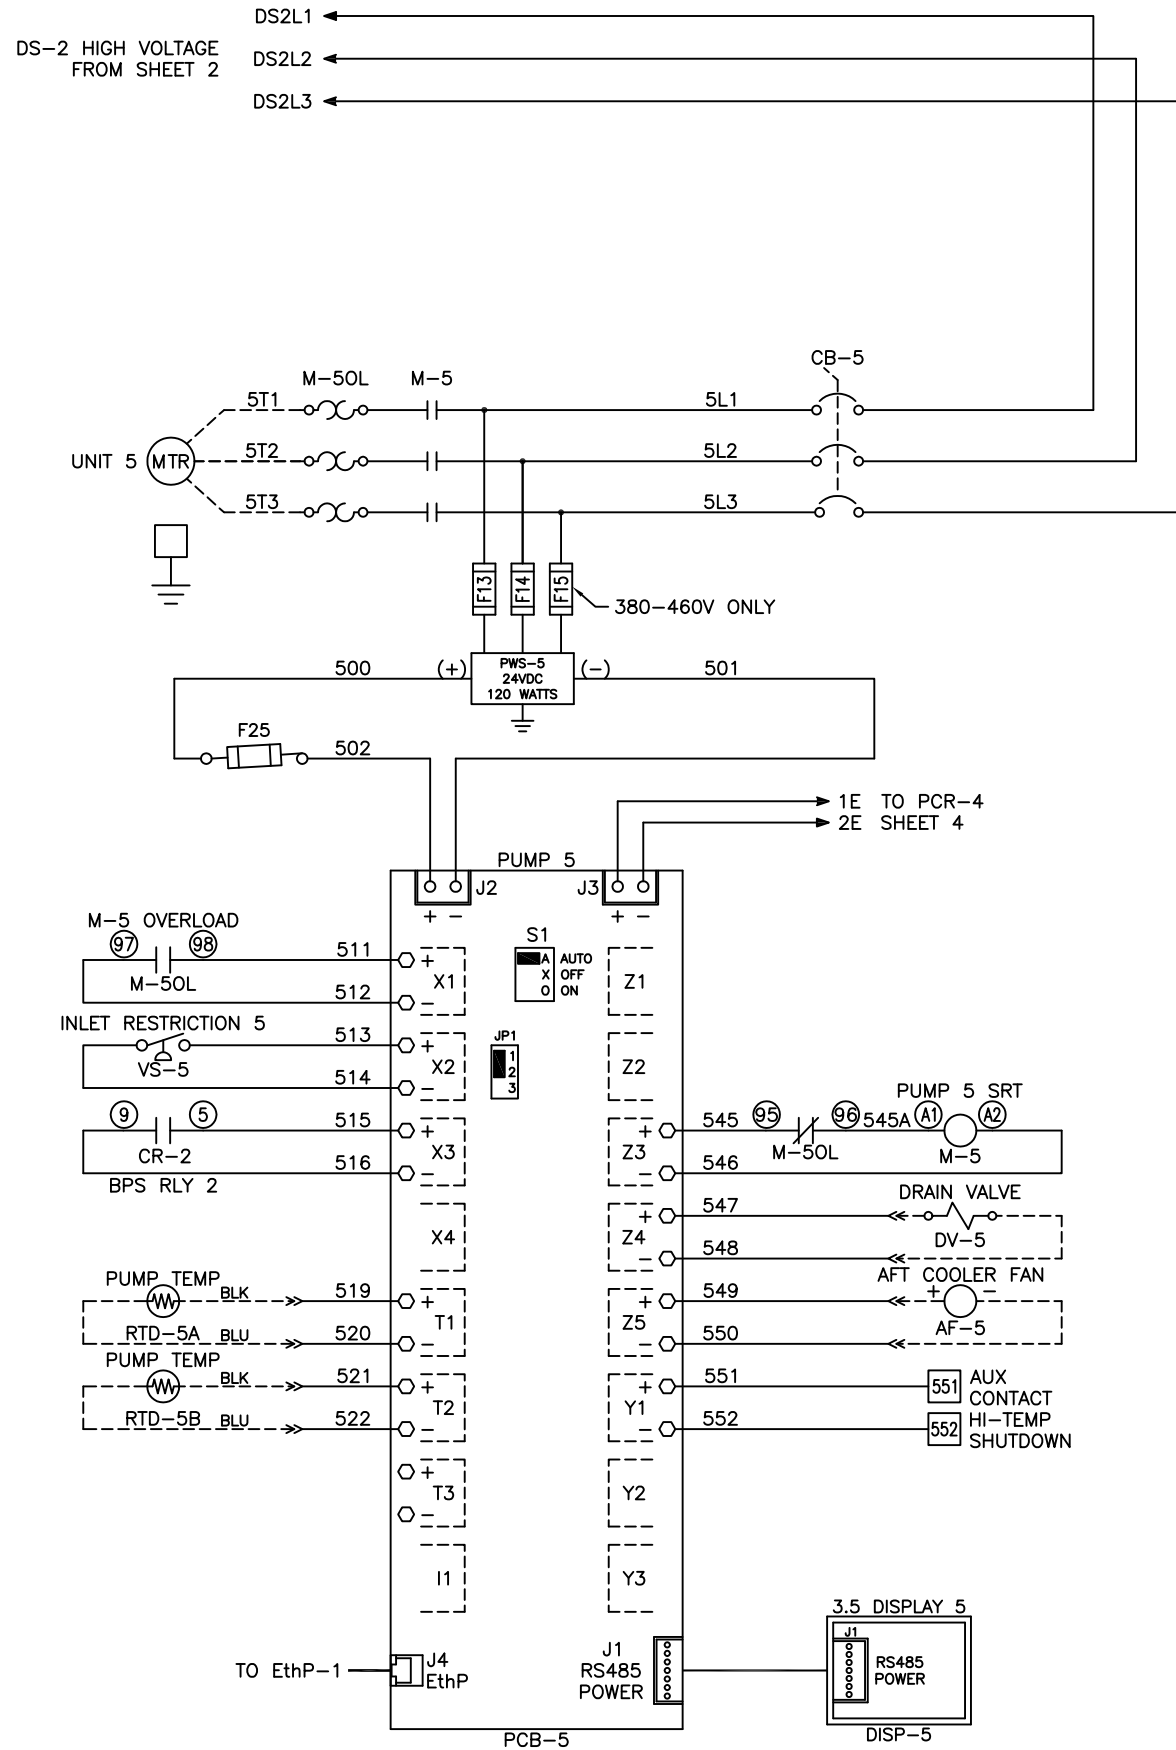 DS2L1
DS-2 HIGH VOLTAGE
FROM SHEET 2
DS2L2
DS2L3
CB-5
M-5OL
M-5
5T1
5L1
UNIT 5
MTR
5T2
5L2
5T3
5L3
F13
F14
F15
380-460V ONLY
500
(+)
PWS-5
24VDC
120 WATTS
(-)
501
F25
502
1E TO PCR-4
2E SHEET 4
PUMP 5
J2
J3
+ -
+ -
M-5 OVERLOAD
97
98
M-5OL
511
512
+
-
X1
S1
A AUTO
X OFF
O ON
Z1
INLET RESTRICTION 5
VS-5
513
514
+
-
X2
JP1
1
2
3
Z2
9
5
CR-2
BPS RLY 2
515
516
+
-
X3
Z3
+
-
545
546
95
96
M-5OL
545A
PUMP 5 SRT
A1
A2
M-5
X4
Z4
+
-
547
548
DRAIN VALVE
DV-5
PUMP TEMP
BLK
RTD-5A
BLU
519
520
+
-
T1
Z5
+
-
549
550
AFT COOLER FAN
+
-
AF-5
PUMP TEMP
BLK
RTD-5B
BLU
521
522
+
-
T2
Y1
+
-
551
552
551
AUX
CONTACT
552
HI-TEMP
SHUTDOWN
+
-
T3
Y2
I1
Y3
TO EthP-1
J4
EthP
J1
RS485
POWER
3.5 DISPLAY 5
J1
RS485
POWER
DISP-5
PCB-5